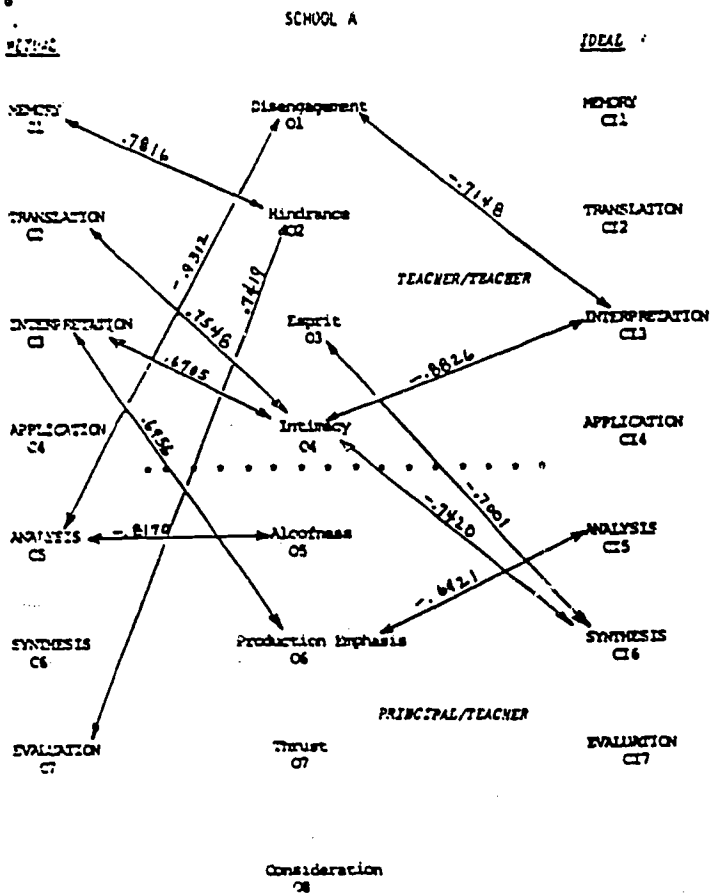 SCHOOL A
IDEAL
MEMORY
Disengagement
MEMORY
C1
O1
CI1
.7816
-.7148
TRANSLATION
Hindrance
TRANSLATION
C2
O2
CI2
-.9312
.7419
TEACHER/TEACHER
INTERPRETATION
Esprit
INTERPRETATION
C3
O3
CI3
.7548
.6705
-.8826
APPLICATION
Intimacy
APPLICATION
C4
O4
CI4
.6956
-.7420
-.7001
ANALYSIS
-.8170
Aloofness
ANALYSIS
C5
O5
CI5
-.6421
SYNTHESIS
Production Emphasis
SYNTHESIS
C6
O6
CI6
PRINCIPAL/TEACHER
EVALUATION
Thrust
EVALUATION
C7
O7
CI7
Consideration
O8